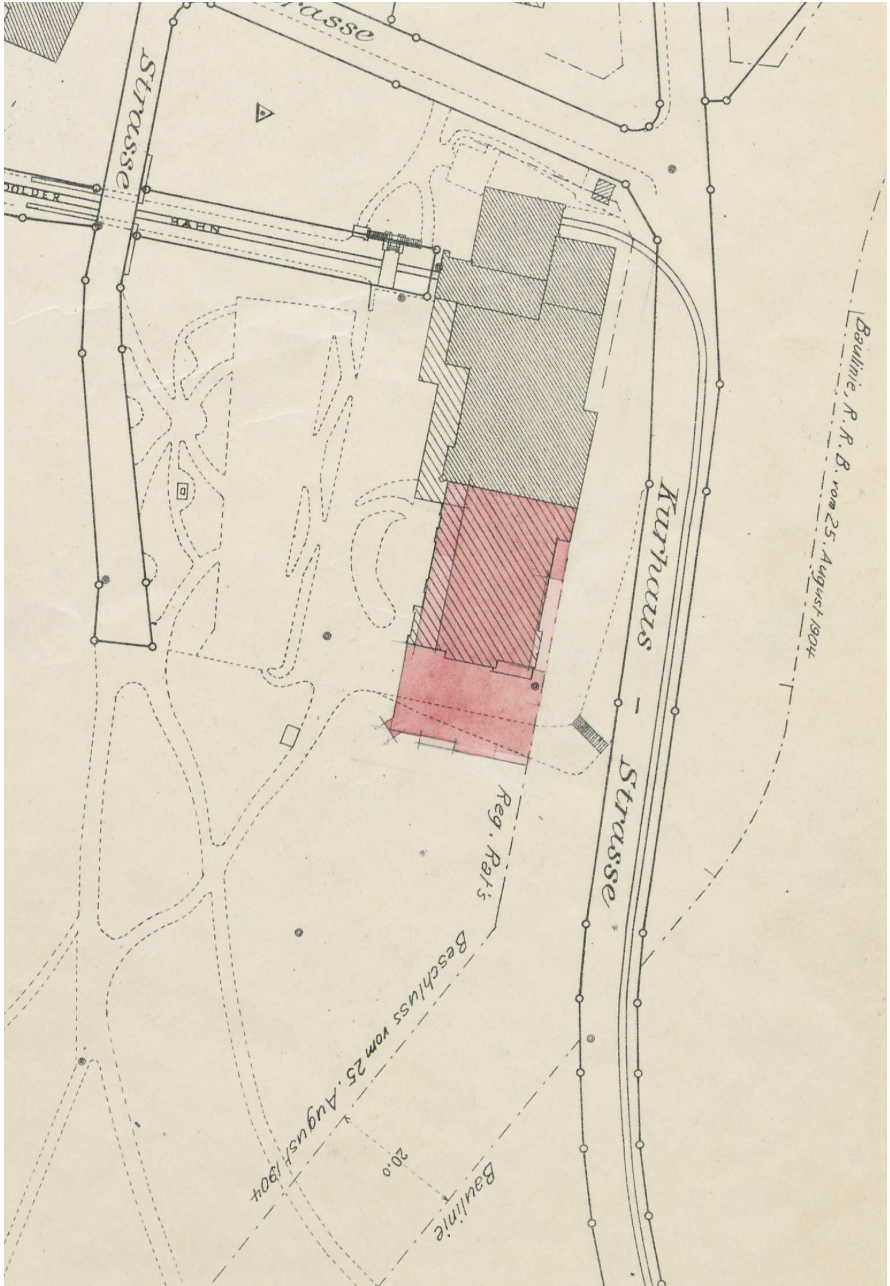 rasse
Strasse
DOLDER
BAHN
Baulinie, R. R. B. vom 25. August 1904
Kurhaus - Strasse
Reg. Rat's Beschluss vom 25. August 1904
20.0
Baulinie